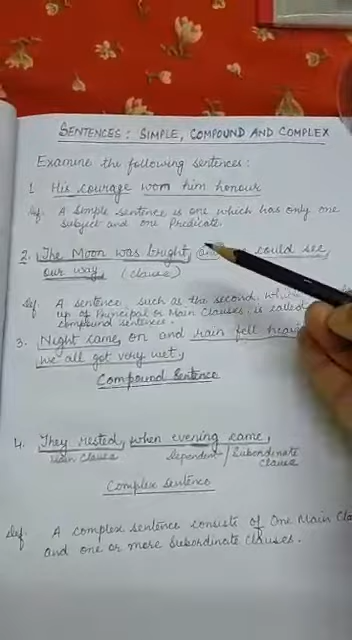 SENTENCES: SIMPLE, COMPOUND AND COMPLEX
Examine the following sentences:
1. His courage won him honour
Def. A Simple sentence is one which has only one
subject and one Predicate.
2. The Moon was bright, could see
our way. (clause)
Def. A sentence, such as the second,
up of Principal or Main Clauses, is called
compound sentence.
3. Night came on and rain fell
we all got very wet,
Compound Sentence
4. They rested, when evening came,
Main Clause Dependent / Subordinate
Clause
Complex sentence
Def. A complex sentence consists of One Main
and one or more Subordinate Clauses.